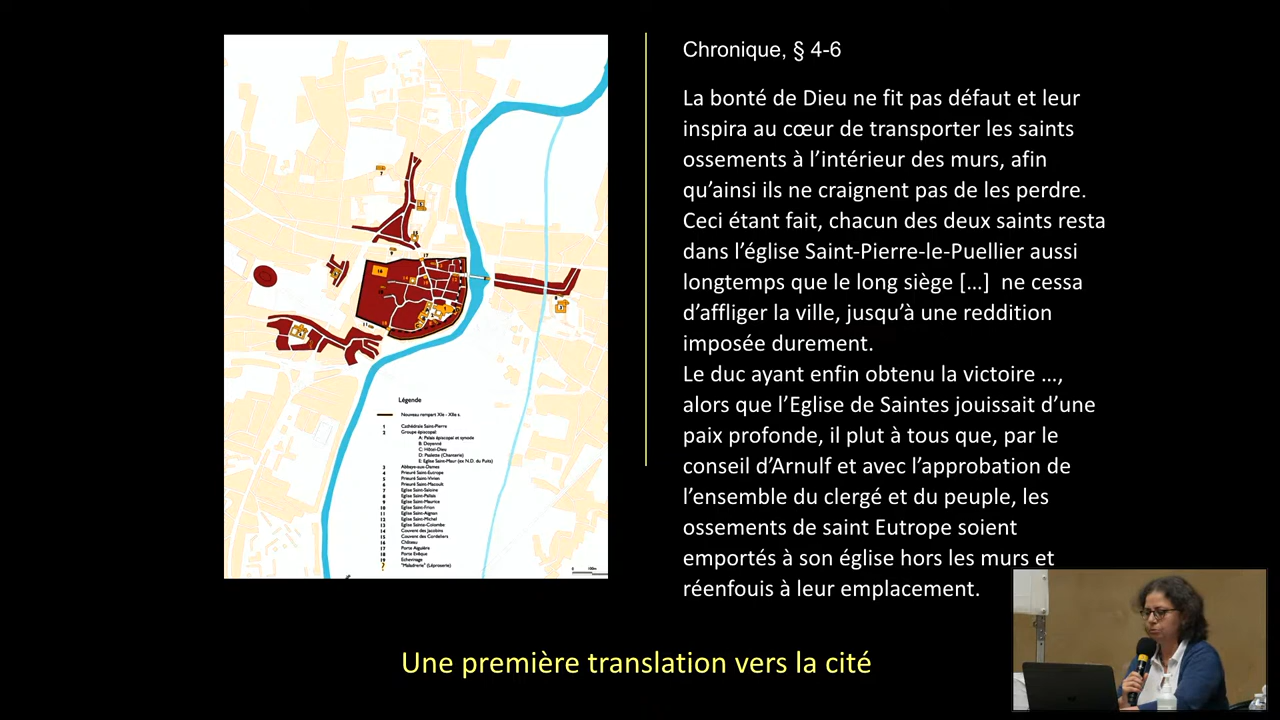 Chronique, § 4-6
La bonté de Dieu ne fit pas défaut et leur
inspira au cœur de transporter les saints
ossements à l’intérieur des murs, afin
qu’ainsi ils ne craignent pas de les perdre.
Ceci étant fait, chacun des deux saints resta
dans l’église Saint-Pierre-le-Puellier aussi
longtemps que le long siège [...] ne cessa
d’affliger la ville, jusqu’à une reddition
imposée durement.
Le duc ayant enfin obtenu la victoire ...,
alors que l’Eglise de Saintes jouissait d’une
paix profonde, il plut à tous que, par le
conseil d’Arnulf et avec l’approbation de
l’ensemble du clergé et du peuple, les
ossements de saint Eutrope soient
emportés à son église hors les murs et
réenfouis à leur emplacement.
Légende
Nouveau rempart XIe - XIIe s.
1 Cathédrale Saint-Pierre
2 Groupe épiscopal:
A: Palais épiscopal et synode
B: Doyenné
C: Hôtel-Dieu
D: Psalette (Chanterie)
E: Eglise Saint-Maur (ex N.D. du Puits)
3 Abbaye-aux-Dames
4 Prieuré Saint-Eutrope
5 Prieuré Saint-Vivien
6 Prieuré Saint-Macoult
7 Eglise Saint-Saloine
8 Eglise Saint-Pallais
9 Eglise Saint-Maurice
10 Eglise Saint-Frion
11 Eglise Saint-Aignan
12 Eglise Saint-Michel
13 Eglise Sainte-Colombe
14 Couvent des Jacobins
15 Couvent des Cordeliers
16 Château
17 Porte Aiguière
18 Porte Evêque
19 Echevinage
? "Maladrerie" (Léproserie)
Une première translation vers la cité